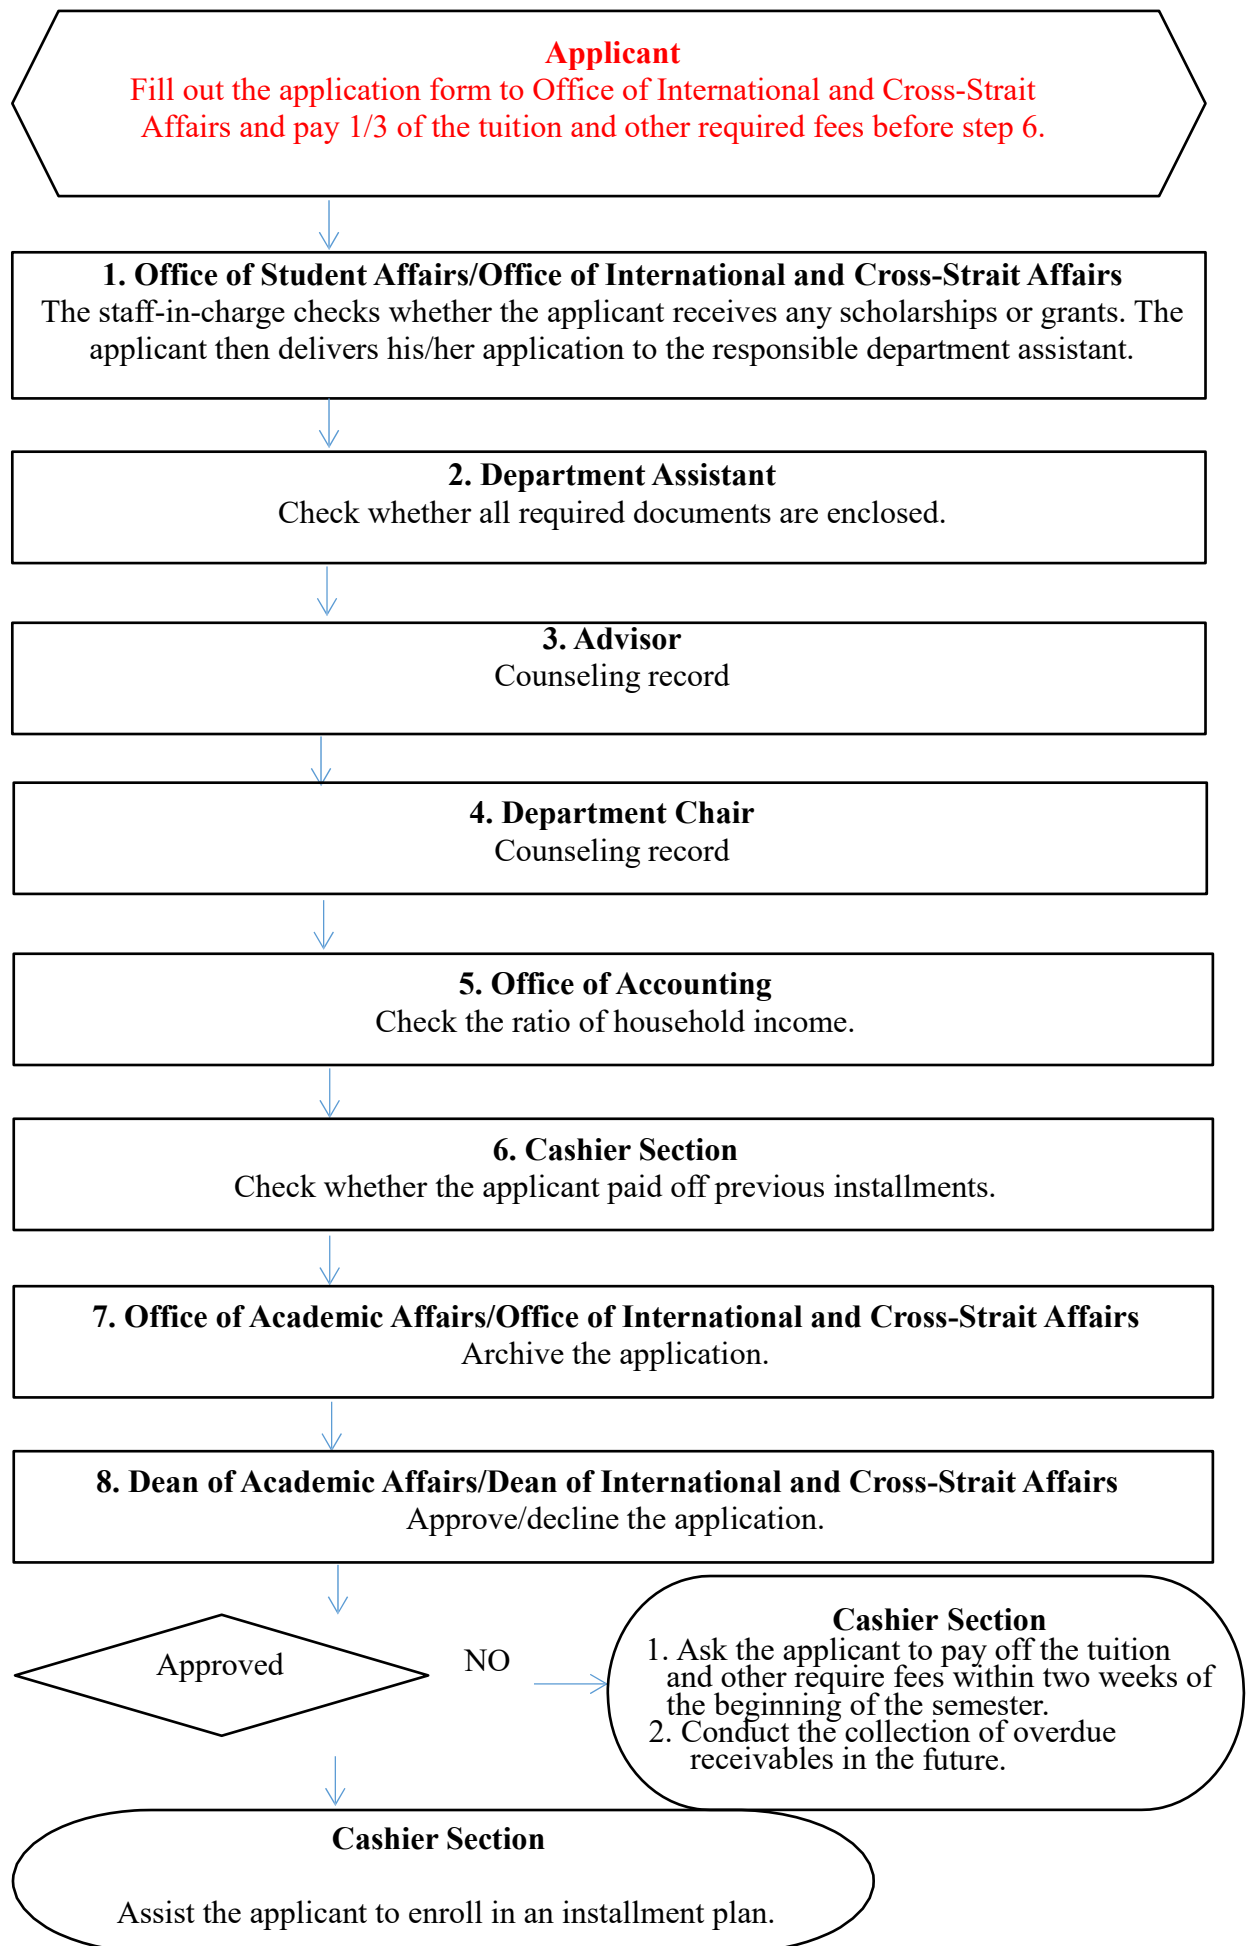 Applicant
Fill out the application form to Office of International and Cross-Strait
Affairs and pay 1/3 of the tuition and other required fees before step 6.
1. Office of Student Affairs/Office of International and Cross-Strait Affairs
The staff-in-charge checks whether the applicant receives any scholarships or grants. The
applicant then delivers his/her application to the responsible department assistant.
2. Department Assistant
Check whether all required documents are enclosed.
3. Advisor
Counseling record
4. Department Chair
Counseling record
5. Office of Accounting
Check the ratio of household income.
6. Cashier Section
Check whether the applicant paid off previous installments.
7. Office of Academic Affairs/Office of International and Cross-Strait Affairs
Archive the application.
8. Dean of Academic Affairs/Dean of International and Cross-Strait Affairs
Approve/decline the application.
Approved
NO
Cashier Section
1. Ask the applicant to pay off the tuition
and other require fees within two weeks of
the beginning of the semester.
2. Conduct the collection of overdue
receivables in the future.
Cashier Section
Assist the applicant to enroll in an installment plan.